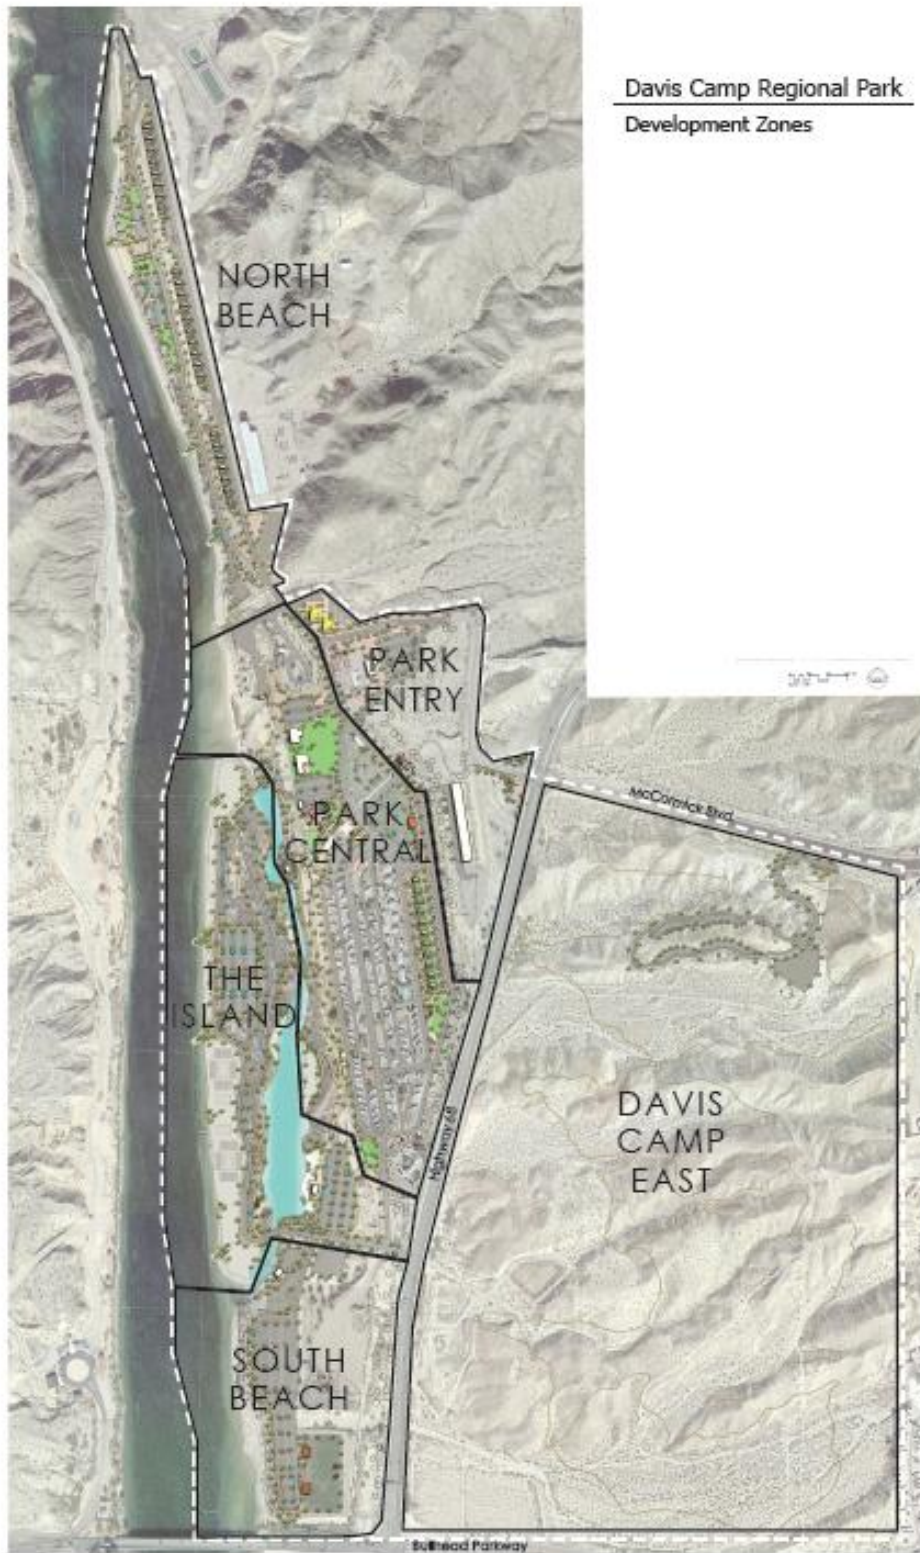 Davis Camp Regional Park
Development Zones
NORTH
BEACH
PARK
ENTRY
McCormick Blvd.
PARK
CENTRAL
THE
ISLAND
DAVIS
CAMP
EAST
Highway 68
SOUTH
BEACH
Bullhead Parkway